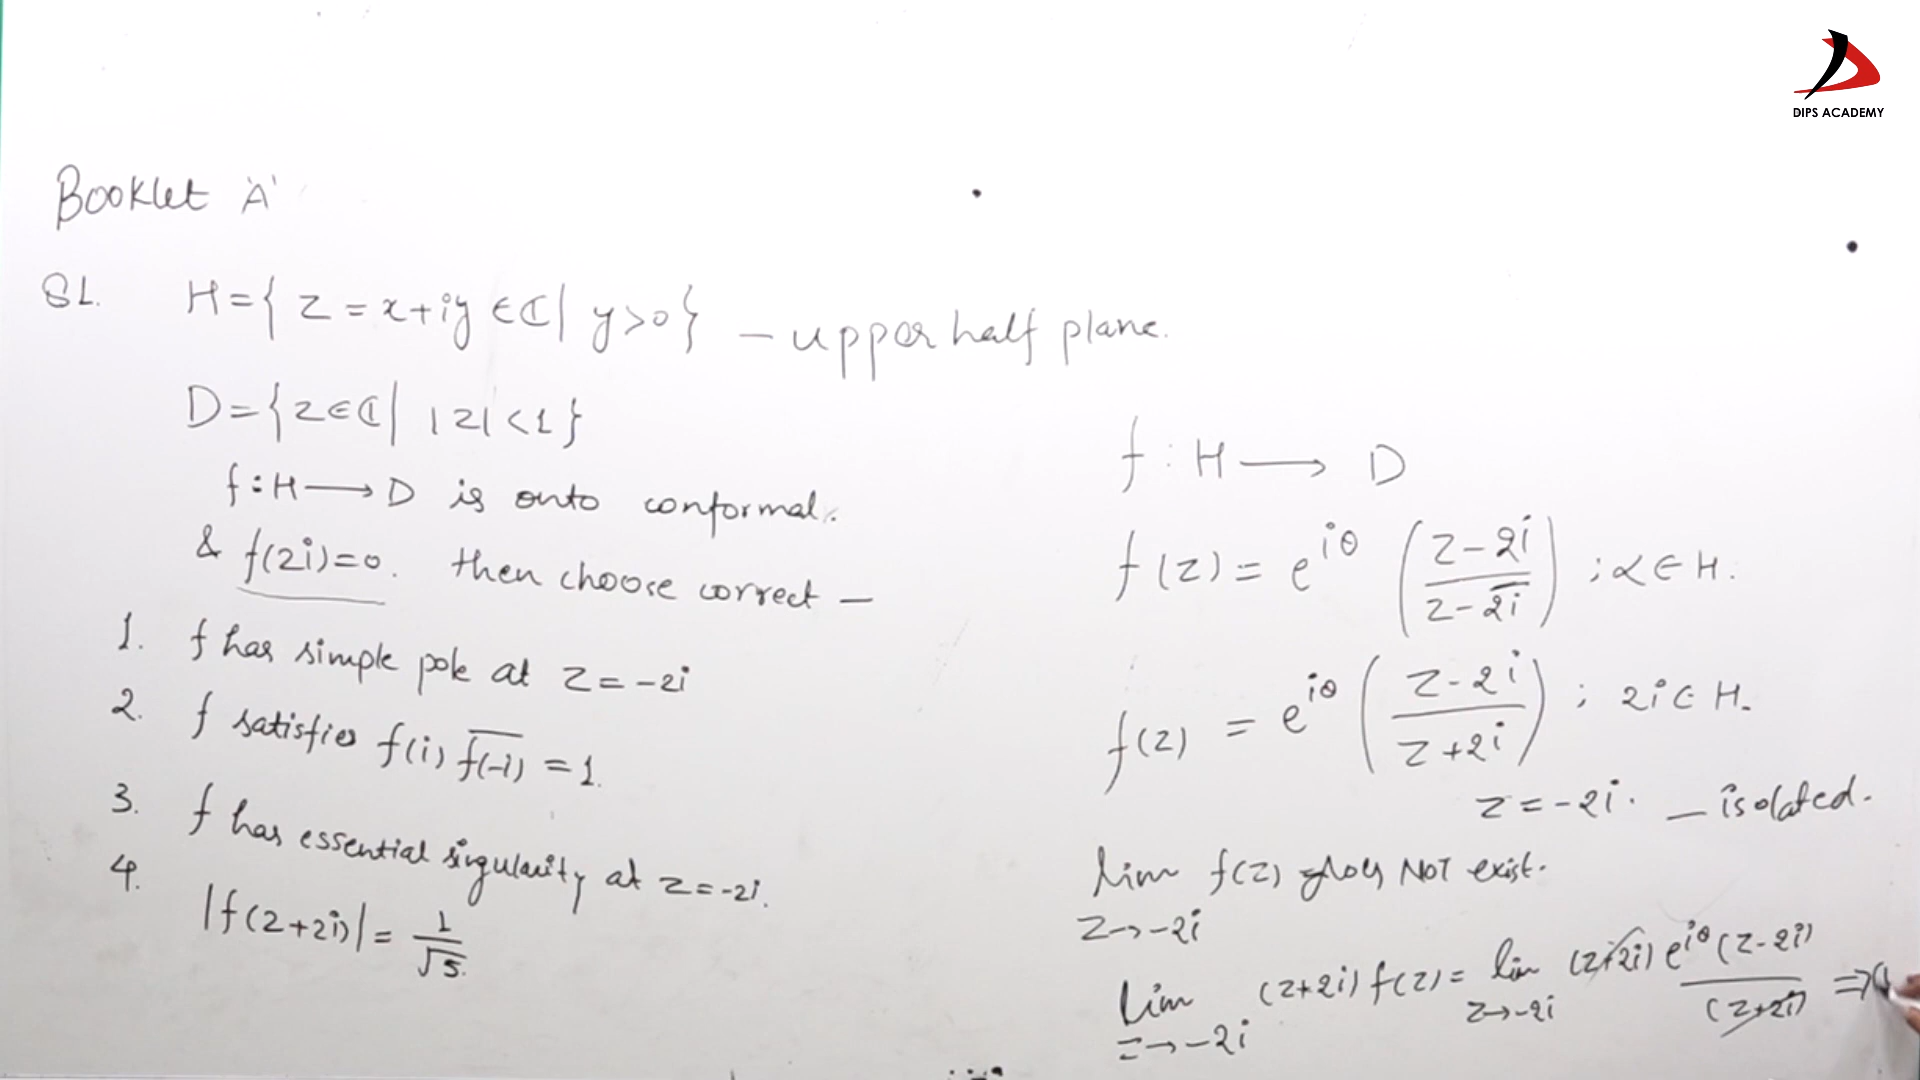 DIPS ACADEMY
Booklet 'A'
81. H={ z = x+iy ∈ ℂ | y>0 } — upper half plane.
D={ z∈ℂ | |z|<1 }
f : H ⟶ D is onto conformal.
& f(2i)=0. then choose correct —
1. f has simple pole at z = -2i
2. f satisfies f(i) \overline{f(-i)} = 1.
3. f has essential singularity at z = -2i.
4. |f(2+2i)| = 1/√5.
f : H ⟶ D
f(z) = e^{iθ} ( (z-2i) / (z-\overline{2i}) ) ; α ∈ H.
f(z) = e^{iθ} ( (z-2i) / (z+2i) ) ; 2i ∈ H.
z = -2i. — isolated.
lim_{z→-2i} f(z) does NOT exist.
lim_{z→-2i} (z+2i) f(z) = lim_{z→-2i} (z+2i) e^{iθ} (z-2i) / (z+2i) ⇒